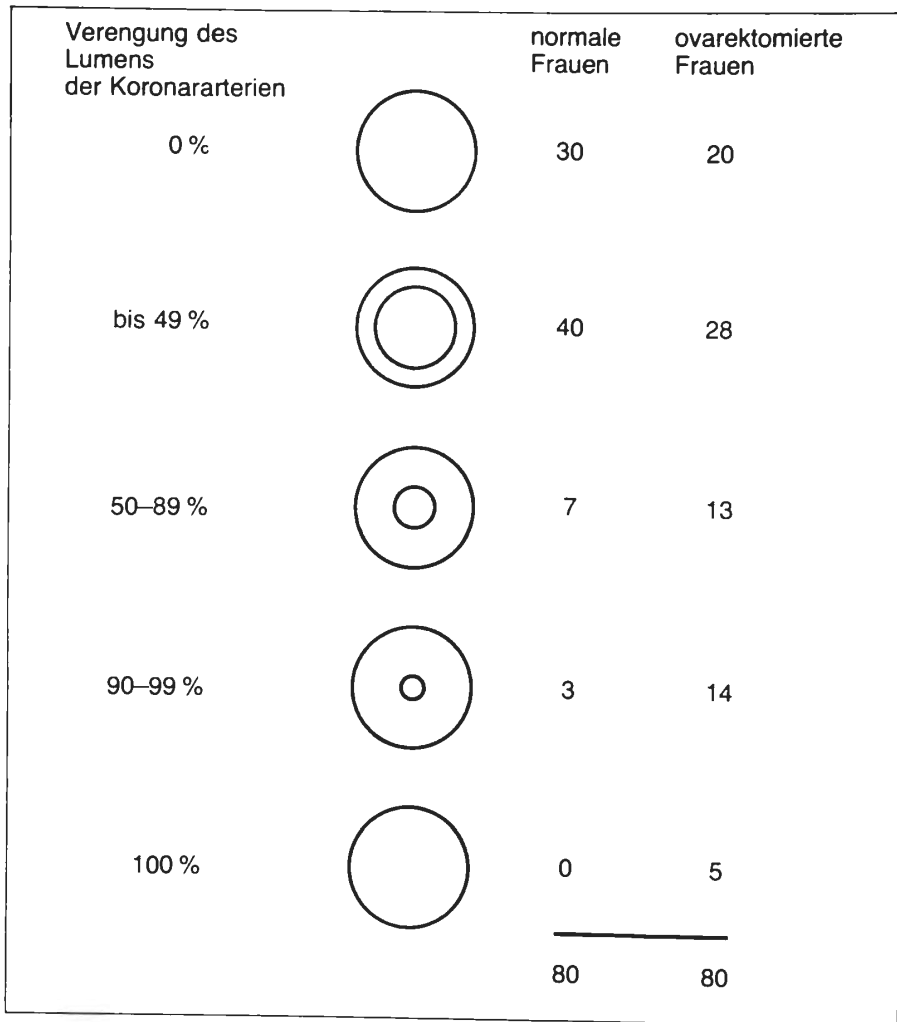 Verengung des
Lumens
der Koronararterien
normale
Frauen
ovarektomierte
Frauen
0 % 30 20
bis 49 % 40 28
50–89 % 7 13
90–99 % 3 14
100 % 0 5
80 80